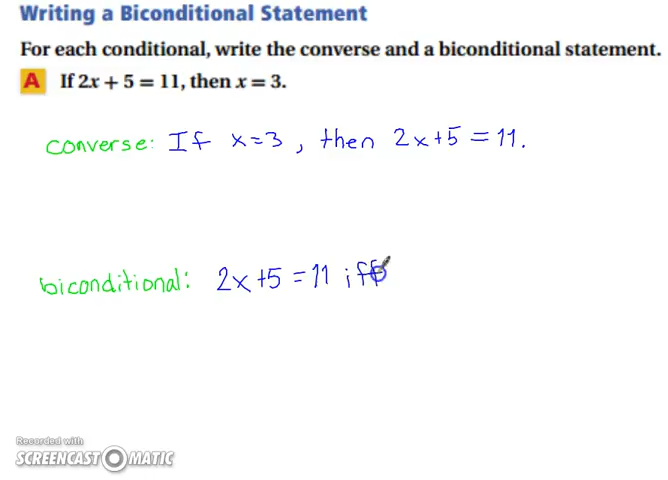 Writing a Biconditional Statement
For each conditional, write the converse and a biconditional statement.
A If 2x + 5 = 11, then x = 3.
converse: If x=3, then 2x+5 = 11.
biconditional: 2x+5 = 11 iff
Recorded with
SCREENCAST-O-MATIC